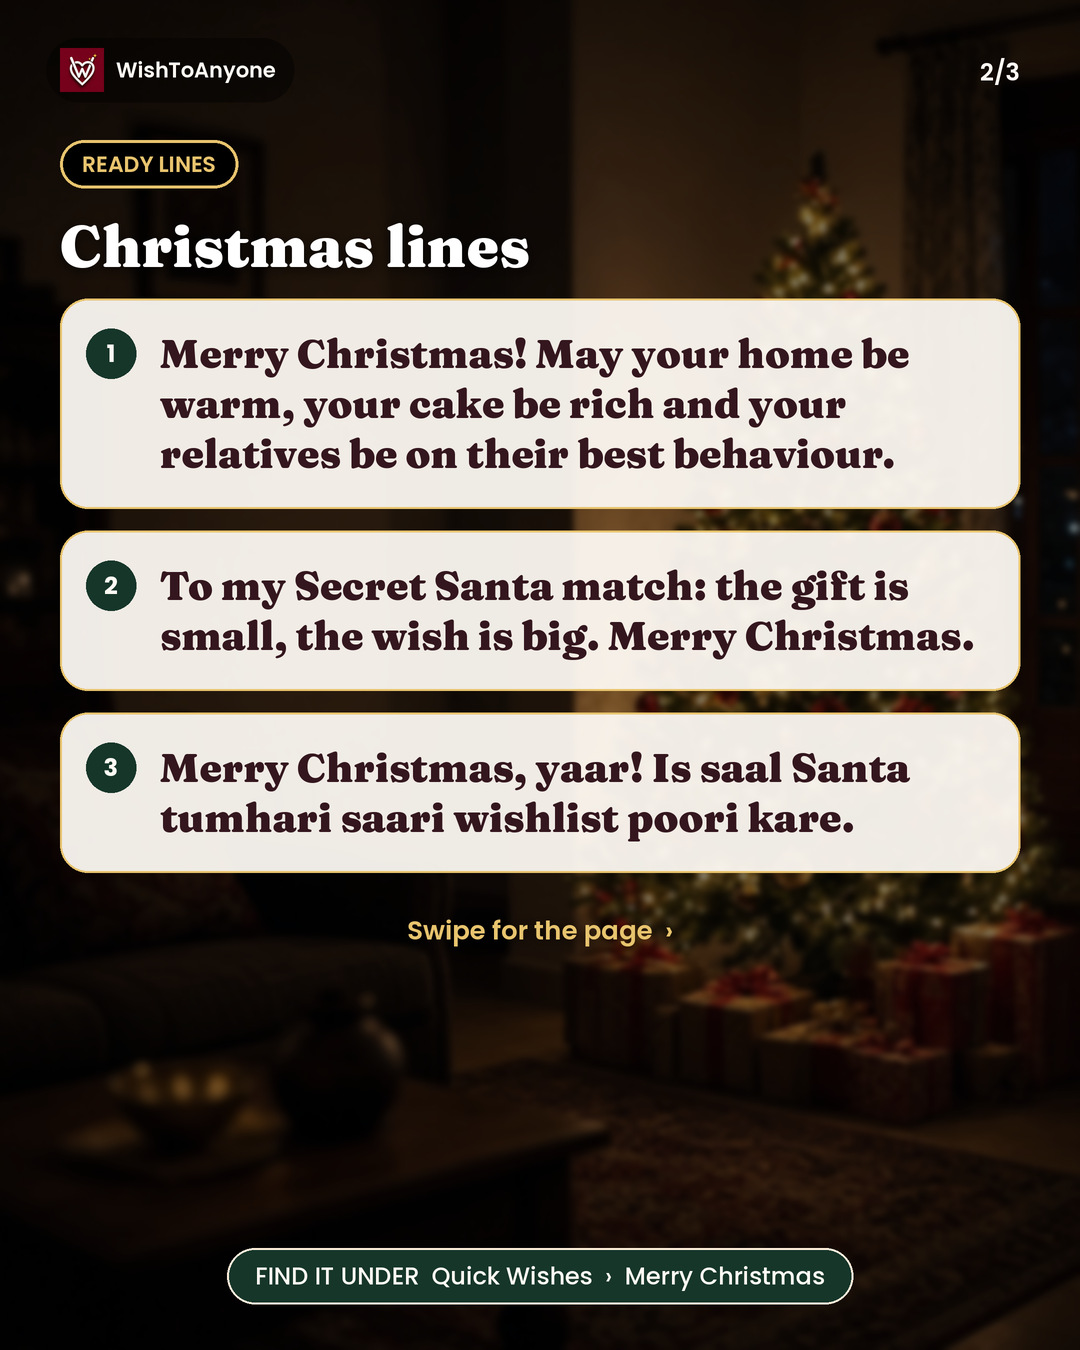 WishToAnyone
2/3
READY LINES
Christmas lines
1
Merry Christmas! May your home be
warm, your cake be rich and your
relatives be on their best behaviour.
2
To my Secret Santa match: the gift is
small, the wish is big. Merry Christmas.
3
Merry Christmas, yaar! Is saal Santa
tumhari saari wishlist poori kare.
Swipe for the page ›
FIND IT UNDER Quick Wishes › Merry Christmas